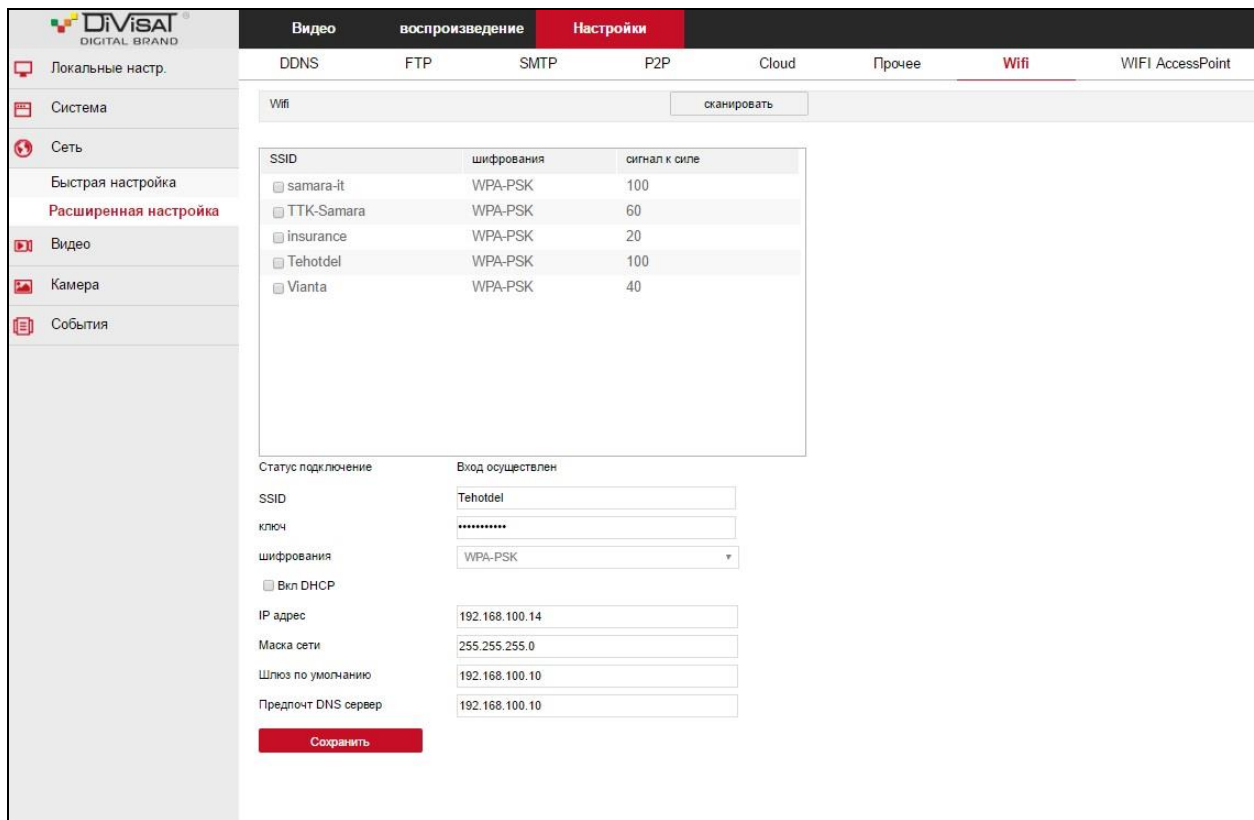 DiViSAT ®
DIGITAL BRAND
Видео воспроизведение Настройки
DDNS FTP SMTP P2P Cloud Прочее Wifi WIFI AccessPoint
Локальные настр.
Система
Сеть
Быстрая настройка
Расширенная настройка
Видео
Камера
События
Wifi сканировать
SSID шифрования сигнал к силе
samara-it WPA-PSK 100
TTK-Samara WPA-PSK 60
insurance WPA-PSK 20
Tehotdel WPA-PSK 100
Vianta WPA-PSK 40
Статус подключение Вход осуществлен
SSID Tehotdel
ключ •••••••••••
шифрования WPA-PSK
Вкл DHCP
IP адрес 192.168.100.14
Маска сети 255.255.255.0
Шлюз по умолчанию 192.168.100.10
Предпочт DNS сервер 192.168.100.10
Сохранить